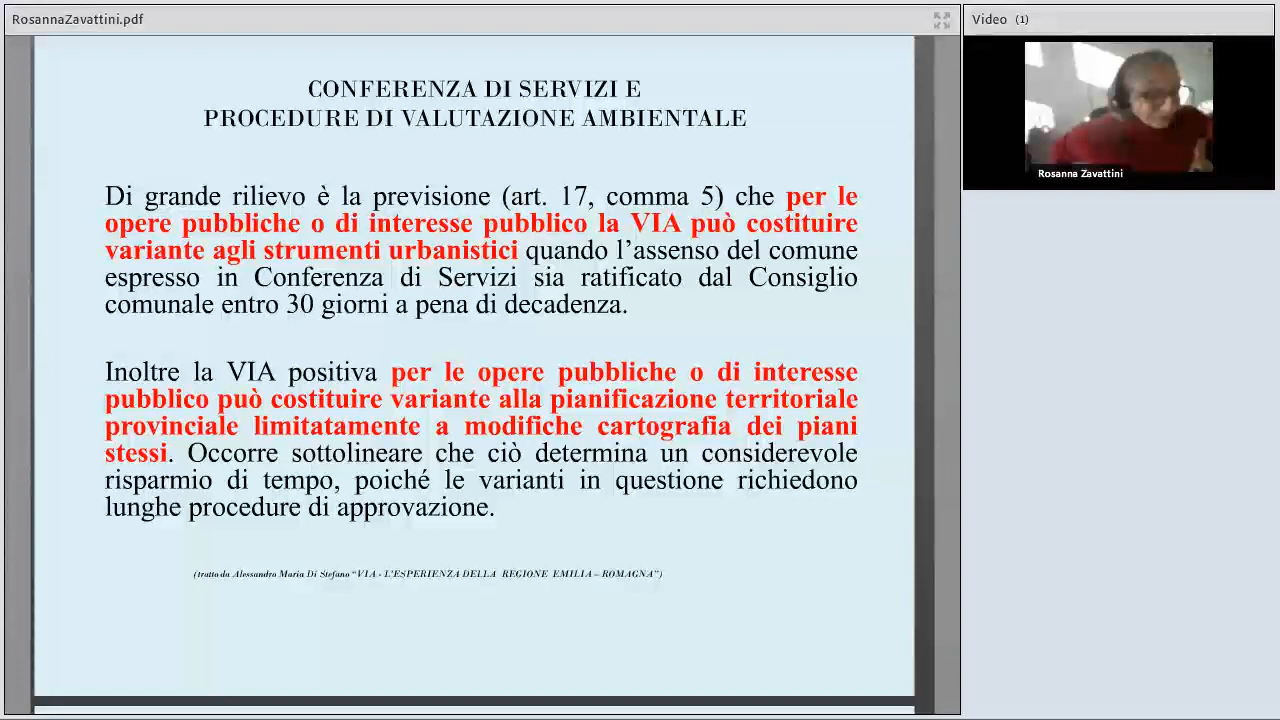 RosannaZavattini.pdf
Video (1)
CONFERENZA DI SERVIZI E
PROCEDURE DI VALUTAZIONE AMBIENTALE
Di grande rilievo è la previsione (art. 17, comma 5) che per le
opere pubbliche o di interesse pubblico la VIA può costituire
variante agli strumenti urbanistici quando l’assenso del comune
espresso in Conferenza di Servizi sia ratificato dal Consiglio
comunale entro 30 giorni a pena di decadenza.
Inoltre la VIA positiva per le opere pubbliche o di interesse
pubblico può costituire variante alla pianificazione territoriale
provinciale limitatamente a modifiche cartografia dei piani
stessi. Occorre sottolineare che ciò determina un considerevole
risparmio di tempo, poiché le varianti in questione richiedono
lunghe procedure di approvazione.
(tratto da Alessandro Maria Di Stefano “VIA - L’ESPERIENZA DELLA REGIONE EMILIA – ROMAGNA”)
Rosanna Zavattini